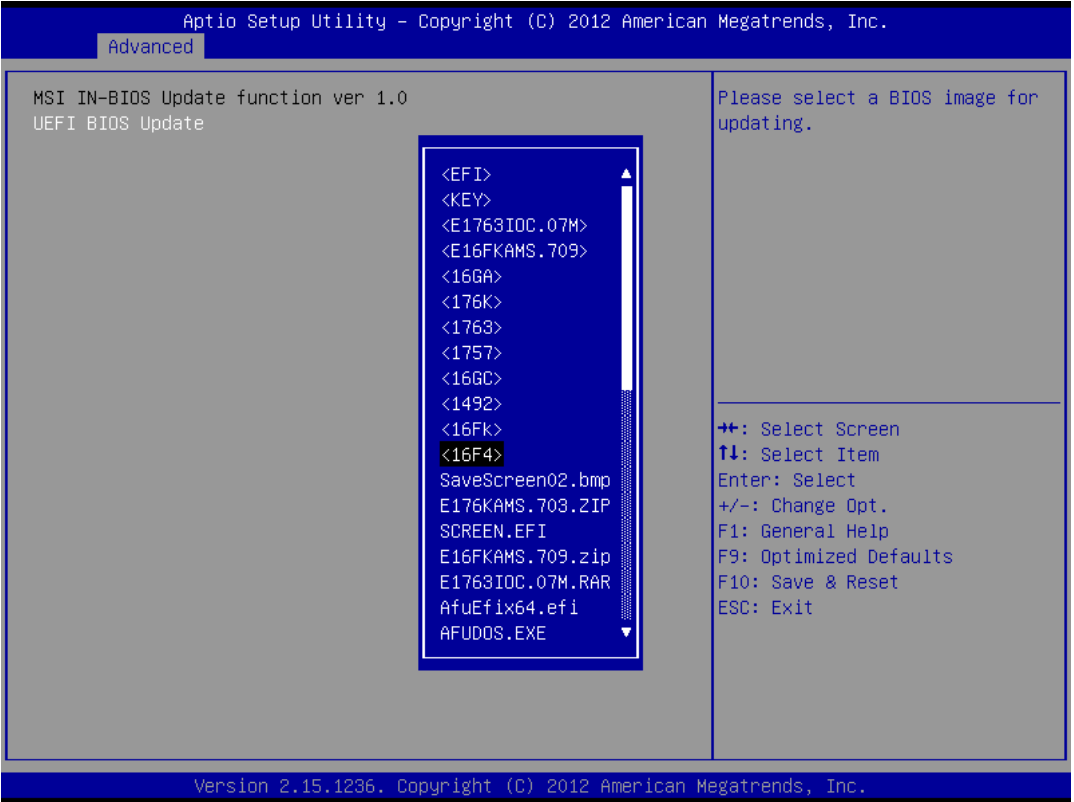 Aptio Setup Utility – Copyright (C) 2012 American Megatrends, Inc.
Advanced
MSI IN-BIOS Update function ver 1.0
UEFI BIOS Update
<EFI>
<KEY>
<E1763IOC.07M>
<E16FKAMS.709>
<16GA>
<176K>
<1763>
<1757>
<16GC>
<1492>
<16Fk>
<16F4>
SaveScreen02.bmp
E176KAMS.703.ZIP
SCREEN.EFI
E16FKAMS.709.zip
E1763IOC.07M.RAR
AfuEfix64.efi
AFUDOS.EXE
Please select a BIOS image for
updating.
→←: Select Screen
↑↓: Select Item
Enter: Select
+/-: Change Opt.
F1: General Help
F9: Optimized Defaults
F10: Save & Reset
ESC: Exit
Version 2.15.1236. Copyright (C) 2012 American Megatrends, Inc.